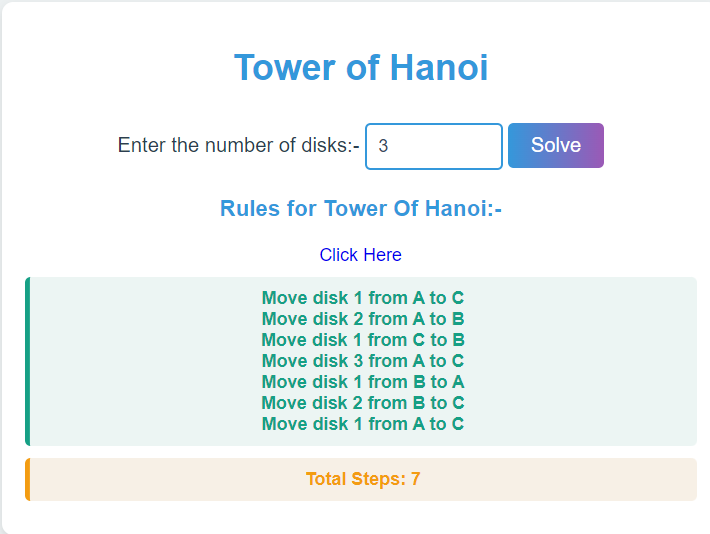 Tower of Hanoi
Enter the number of disks:- 3 Solve
Rules for Tower Of Hanoi:-
Click Here
Move disk 1 from A to C
Move disk 2 from A to B
Move disk 1 from C to B
Move disk 3 from A to C
Move disk 1 from B to A
Move disk 2 from B to C
Move disk 1 from A to C
Total Steps: 7